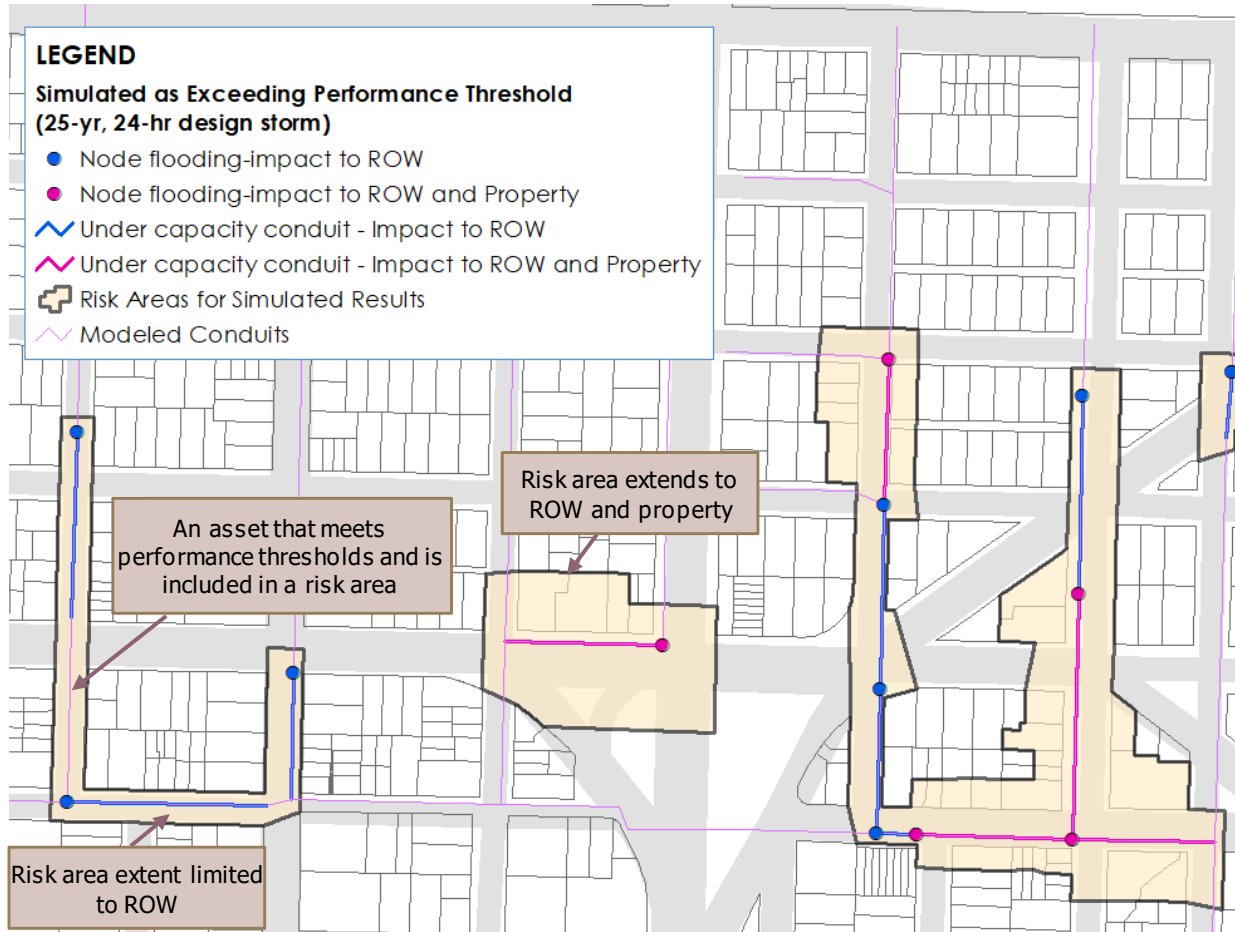 LEGEND
Simulated as Exceeding Performance Threshold
(25-yr, 24-hr design storm)
Node flooding-impact to ROW
Node flooding-impact to ROW and Property
Under capacity conduit - Impact to ROW
Under capacity conduit - Impact to ROW and Property
Risk Areas for Simulated Results
Modeled Conduits
Risk area extends to
ROW and property
An asset that meets
performance thresholds and is
included in a risk area
Risk area extent limited
to ROW